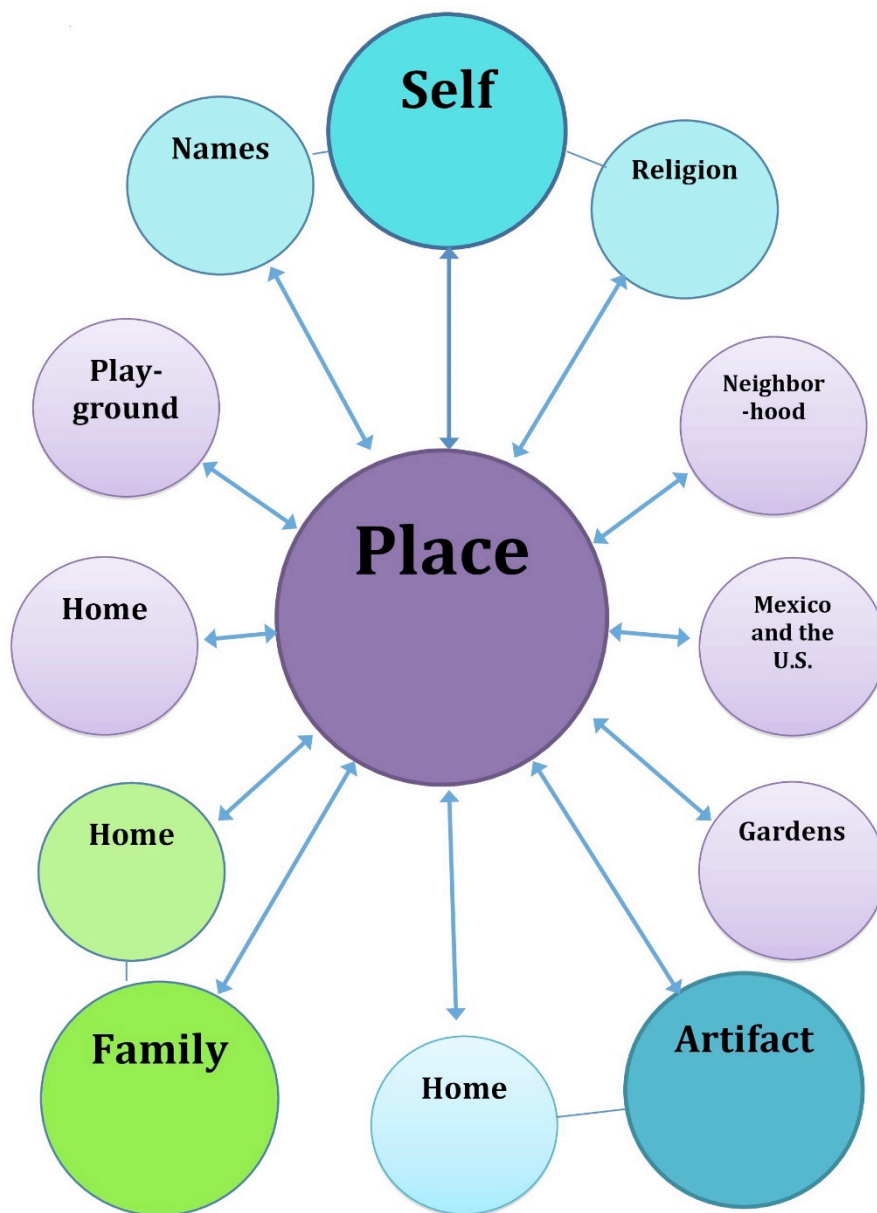 Self
Names
Religion
Play-
ground
Neighbor
-hood
Place
Home
Mexico
and the
U.S.
Home
Gardens
Family
Home
Artifact